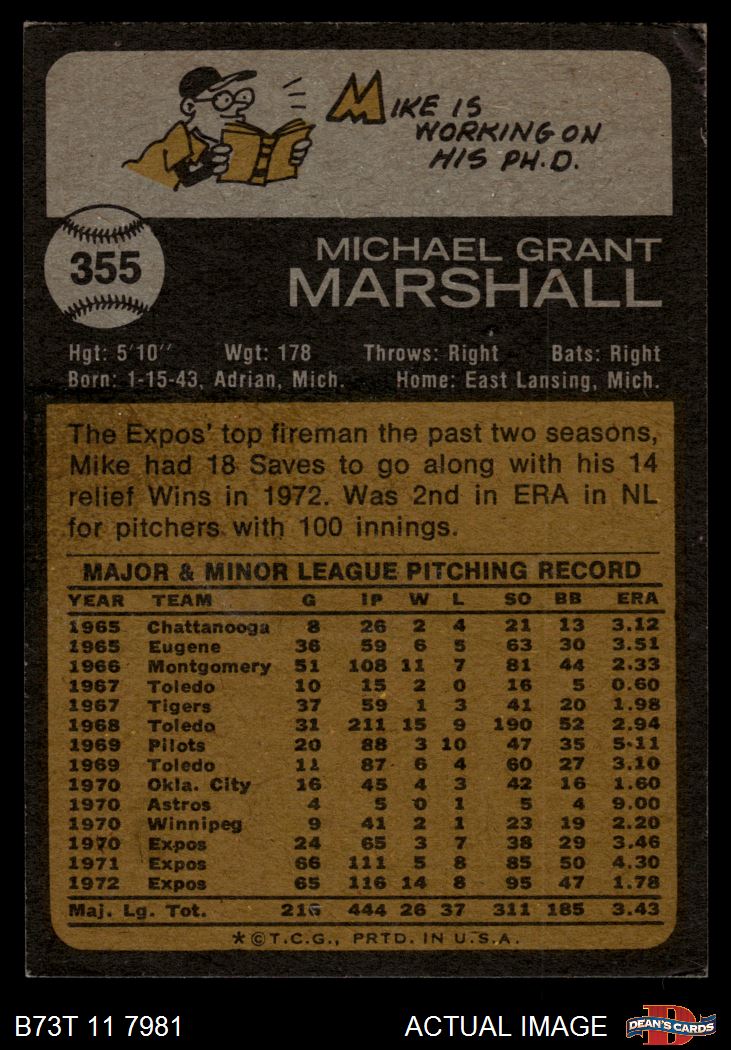 MIKE IS
WORKING ON
HIS PH.D.
355
MICHAEL GRANT
MARSHALL
Hgt: 5'10" Wgt: 178 Throws: Right Bats: Right
Born: 1-15-43, Adrian, Mich. Home: East Lansing, Mich.
The Expos' top fireman the past two seasons,
Mike had 18 Saves to go along with his 14
relief Wins in 1972. Was 2nd in ERA in NL
for pitchers with 100 innings.
MAJOR & MINOR LEAGUE PITCHING RECORD
YEAR TEAM G IP W L SO BB ERA
1965 Chattanooga 8 26 2 4 21 13 3.12
1965 Eugene 36 59 6 5 63 30 3.51
1966 Montgomery 51 108 11 7 81 44 2.33
1967 Toledo 10 15 2 0 16 5 0.60
1967 Tigers 37 59 1 3 41 20 1.98
1968 Toledo 31 211 15 9 190 52 2.94
1969 Pilots 20 88 3 10 47 35 5.11
1969 Toledo 11 87 6 4 60 27 3.10
1970 Okla. City 16 45 4 3 42 16 1.60
1970 Astros 4 5 0 1 5 4 9.00
1970 Winnipeg 9 41 2 1 23 19 2.20
1970 Expos 24 65 3 7 38 29 3.46
1971 Expos 66 111 5 8 85 50 4.30
1972 Expos 65 116 14 8 95 47 1.78
Maj. Lg. Tot. 216 444 26 37 311 185 3.43
*©T.C.G., PRTD. IN U.S.A.
B73T 11 7981 ACTUAL IMAGE
D
DEAN'S CARDS